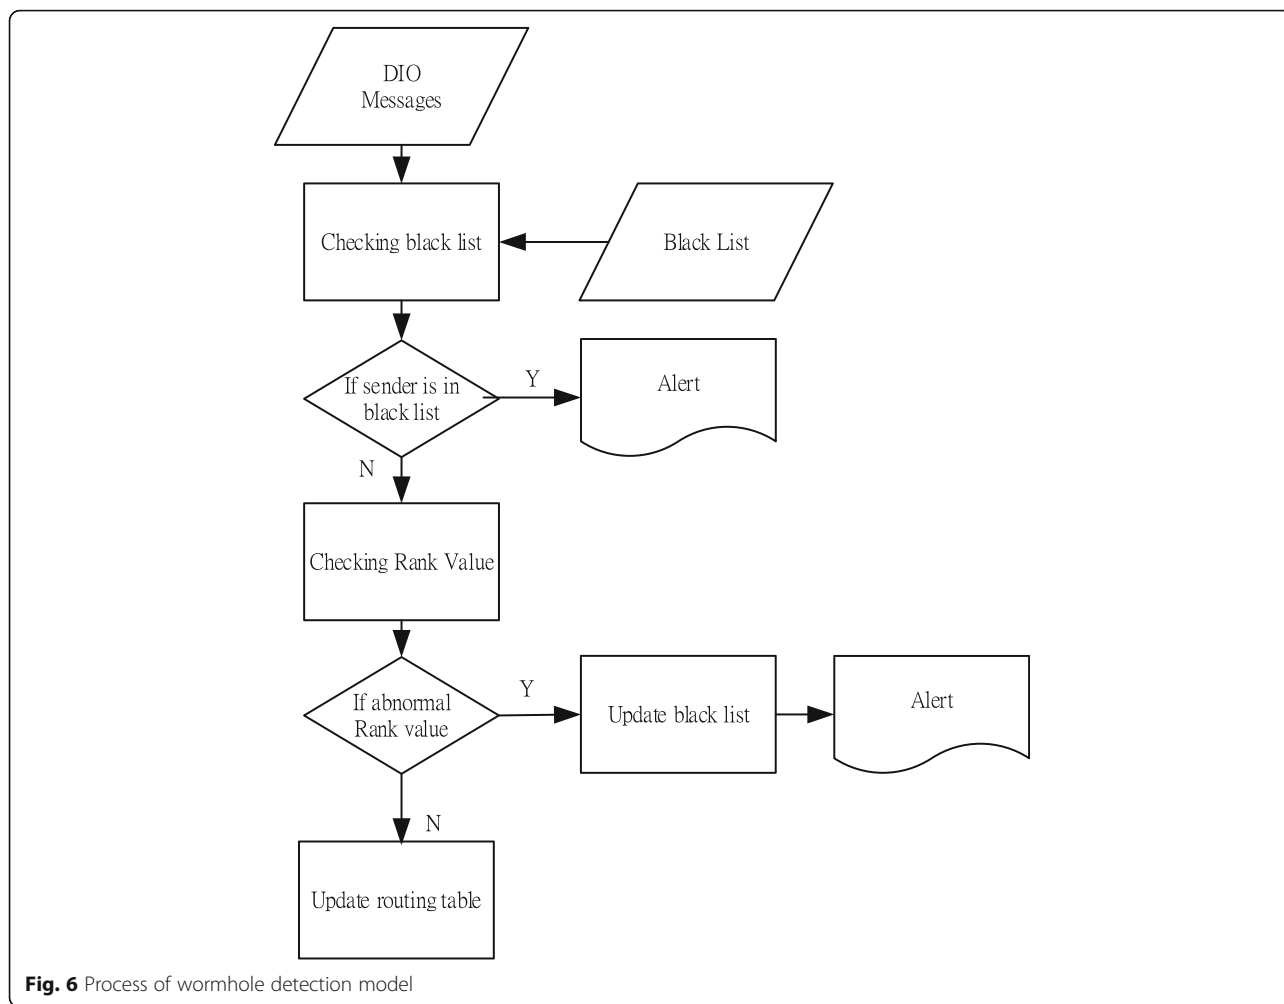 DIO
Messages
Checking black list
Black List
If sender is in
black list
Y
Alert
N
Checking Rank Value
If abnormal
Rank value
Y
Update black list
Alert
N
Update routing table
Fig. 6 Process of wormhole detection model